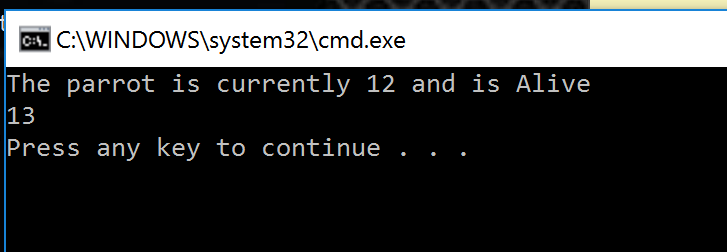 C:\WINDOWS\system32\cmd.exe
The parrot is currently 12 and is Alive
13
Press any key to continue . . .